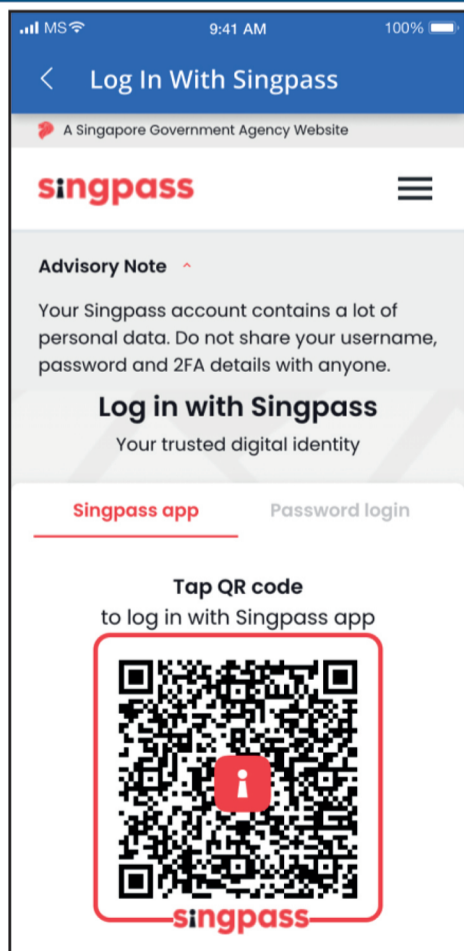 MS 9:41 AM 100%
Log In With Singpass
A Singapore Government Agency Website
singpass
Advisory Note
Your Singpass account contains a lot of
personal data. Do not share your username,
password and 2FA details with anyone.
Log in with Singpass
Your trusted digital identity
Singpass app Password login
Tap QR code
to log in with Singpass app
singpass